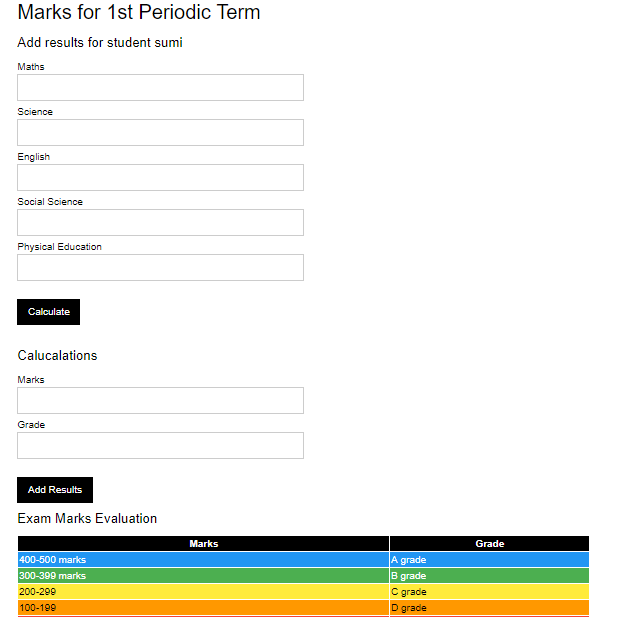 Marks for 1st Periodic Term
Add results for student sumi
Maths
Science
English
Social Science
Physical Education
Calculate
Calucalations
Marks
Grade
Add Results
Exam Marks Evaluation
Marks Grade
400-500 marks A grade
300-399 marks B grade
200-299 C grade
100-199 D grade